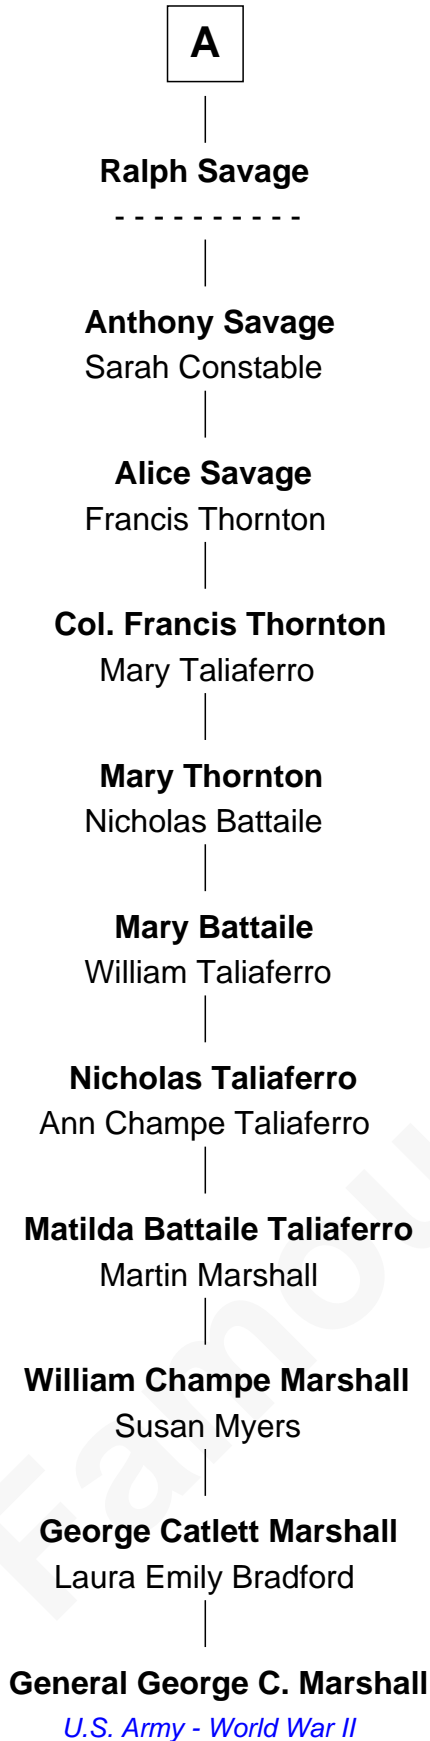 A
Ralph Savage
- - - - - - - - - -
Anthony Savage
Sarah Constable
Alice Savage
Francis Thornton
Col. Francis Thornton
Mary Taliaferro
Mary Thornton
Nicholas Battaile
Mary Battaile
William Taliaferro
Nicholas Taliaferro
Ann Champe Taliaferro
Matilda Battaile Taliaferro
Martin Marshall
William Champe Marshall
Susan Myers
George Catlett Marshall
Laura Emily Bradford
General George C. Marshall
U.S. Army - World War II
Famou